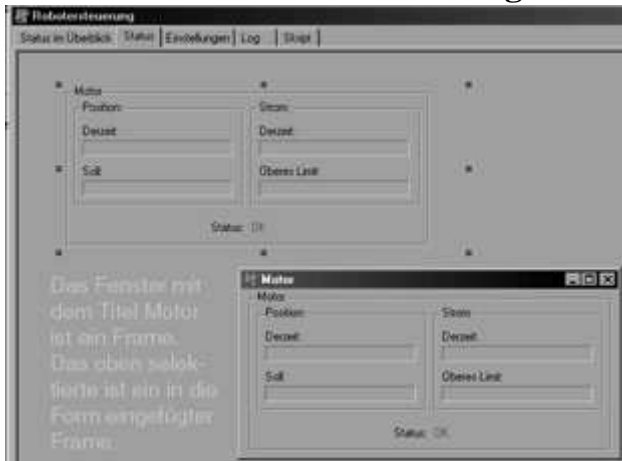 Robotersteuerung
Status im Überblick Status Einstellungen Log Skript
Motor
Position Strom
Derzeit Derzeit
Soll Oberes Limit
Status: OK
Das Fenster mit
dem Titel Motor
ist ein Frame.
Das oben selek-
tierte ist ein in die
Form eingefügter
Frame.
Motor
Motor
Position Strom
Derzeit Derzeit
Soll Oberes Limit
Status: OK